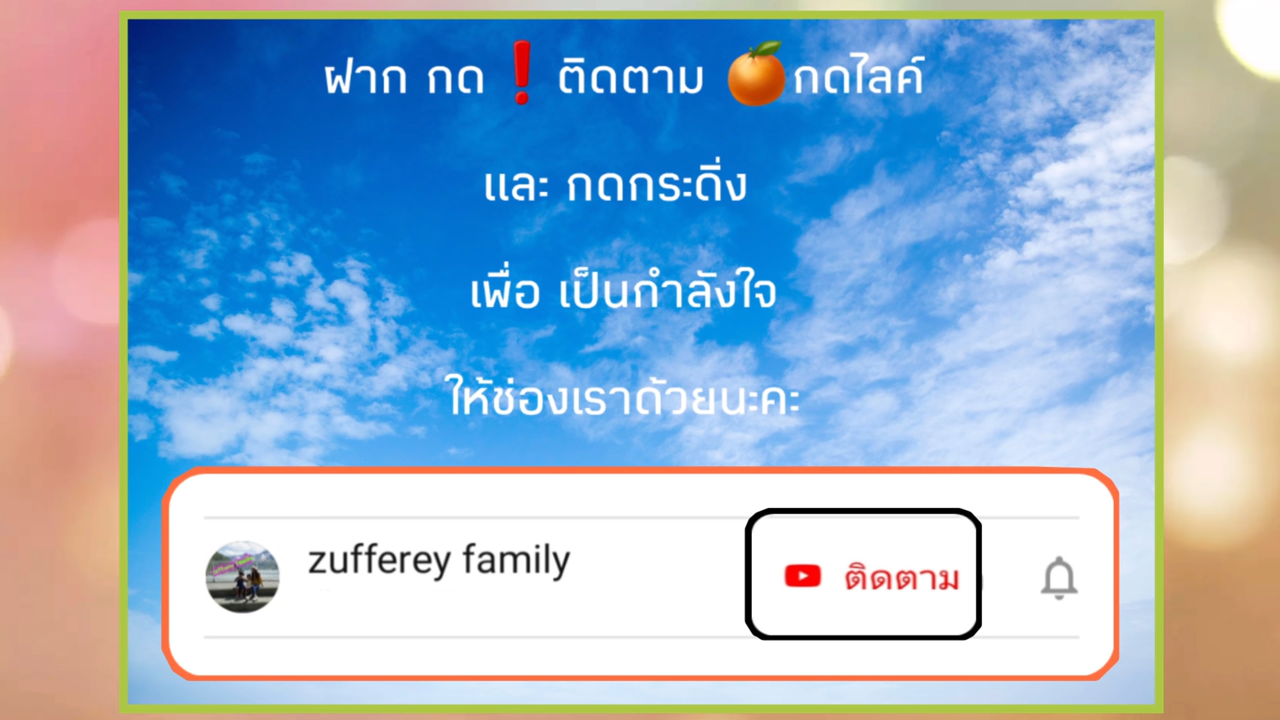 ฝาก กด❗ติดตาม 🍊กดไลค์
และ กดกระดิ่ง
เพื่อ เป็นกำลังใจ
ให้ช่องเราด้วยนะคะ
zufferey family
ติดตาม